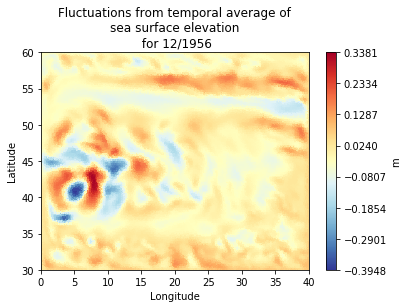 Fluctuations from temporal average of
sea surface elevation
for 12/1956
60
55
50
45
40
35
30
Latitude
0 5 10 15 20 25 30 35 40
Longitude
0.3381
0.2334
0.1287
0.0240
−0.0807
−0.1854
−0.2901
−0.3948
m